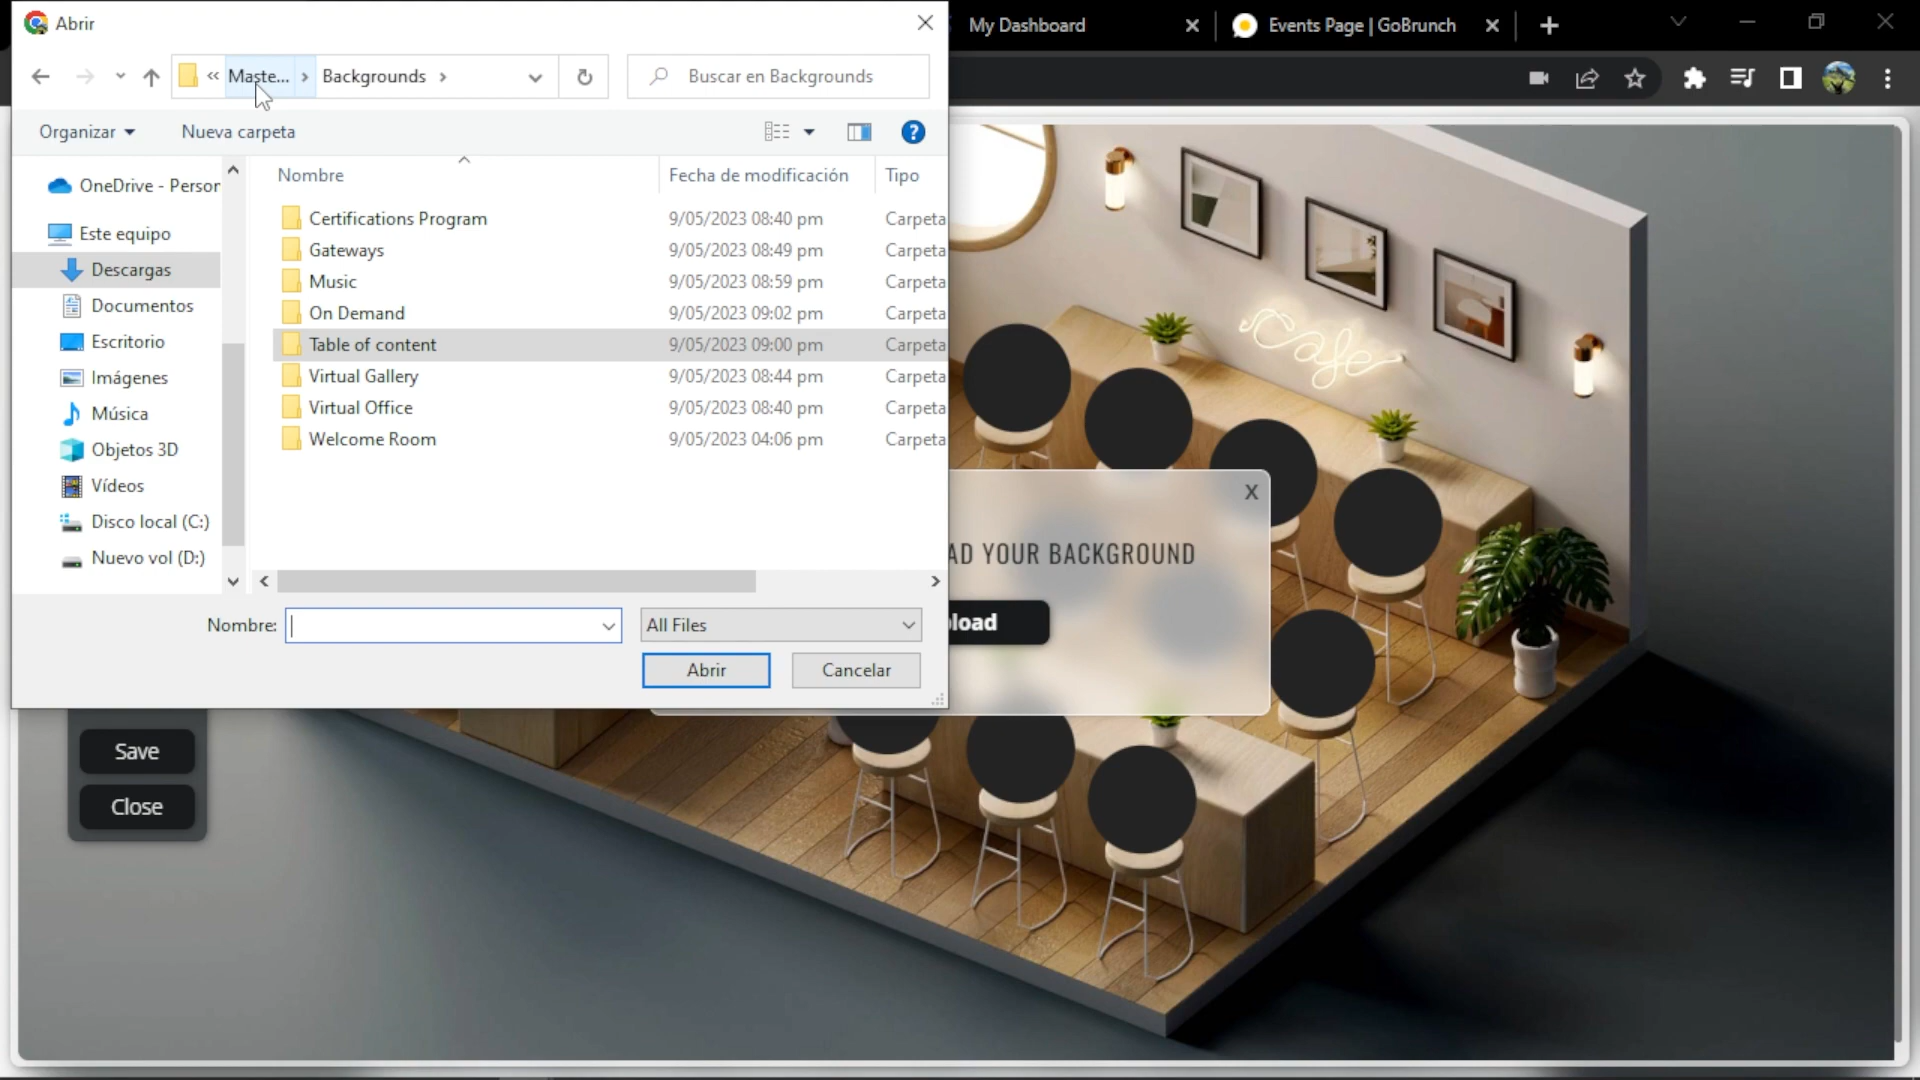 Abrir
My Dashboard
Events Page | GoBrunch
« Maste... > Backgrounds >
Buscar en Backgrounds
Organizar
Nueva carpeta
Nombre
Fecha de modificación
Tipo
OneDrive - Person
Este equipo
Descargas
Documentos
Escritorio
Imágenes
Música
Objetos 3D
Vídeos
Disco local (C:)
Nuevo vol (D:)
Certifications Program 9/05/2023 08:40 pm Carpeta
Gateways 9/05/2023 08:49 pm Carpeta
Music 9/05/2023 08:59 pm Carpeta
On Demand 9/05/2023 09:02 pm Carpeta
Table of content 9/05/2023 09:00 pm Carpeta
Virtual Gallery 9/05/2023 08:44 pm Carpeta
Virtual Office 9/05/2023 08:40 pm Carpeta
Welcome Room 9/05/2023 04:06 pm Carpeta
Nombre:
All Files
Abrir
Cancelar
Cafe
X
AD YOUR BACKGROUND
load
Save
Close